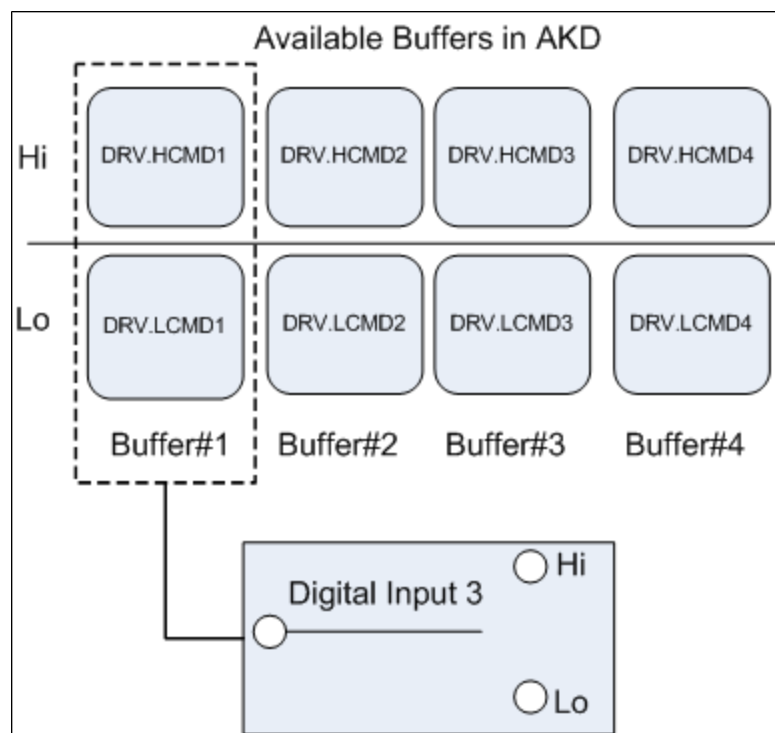 Available Buffers in AKD
Hi
DRV.HCMD1 DRV.HCMD2 DRV.HCMD3 DRV.HCMD4
Lo
DRV.LCMD1 DRV.LCMD2 DRV.LCMD3 DRV.LCMD4
Buffer#1 Buffer#2 Buffer#3 Buffer#4
Hi
Digital Input 3
Lo